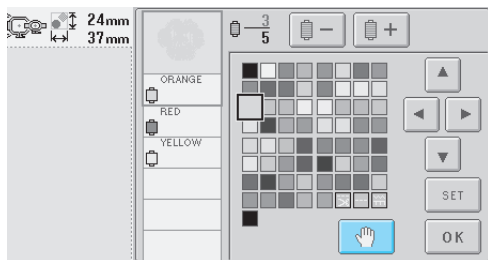 24mm
37mm
3
5
−
+
ORANGE
RED
YELLOW
SET
OK